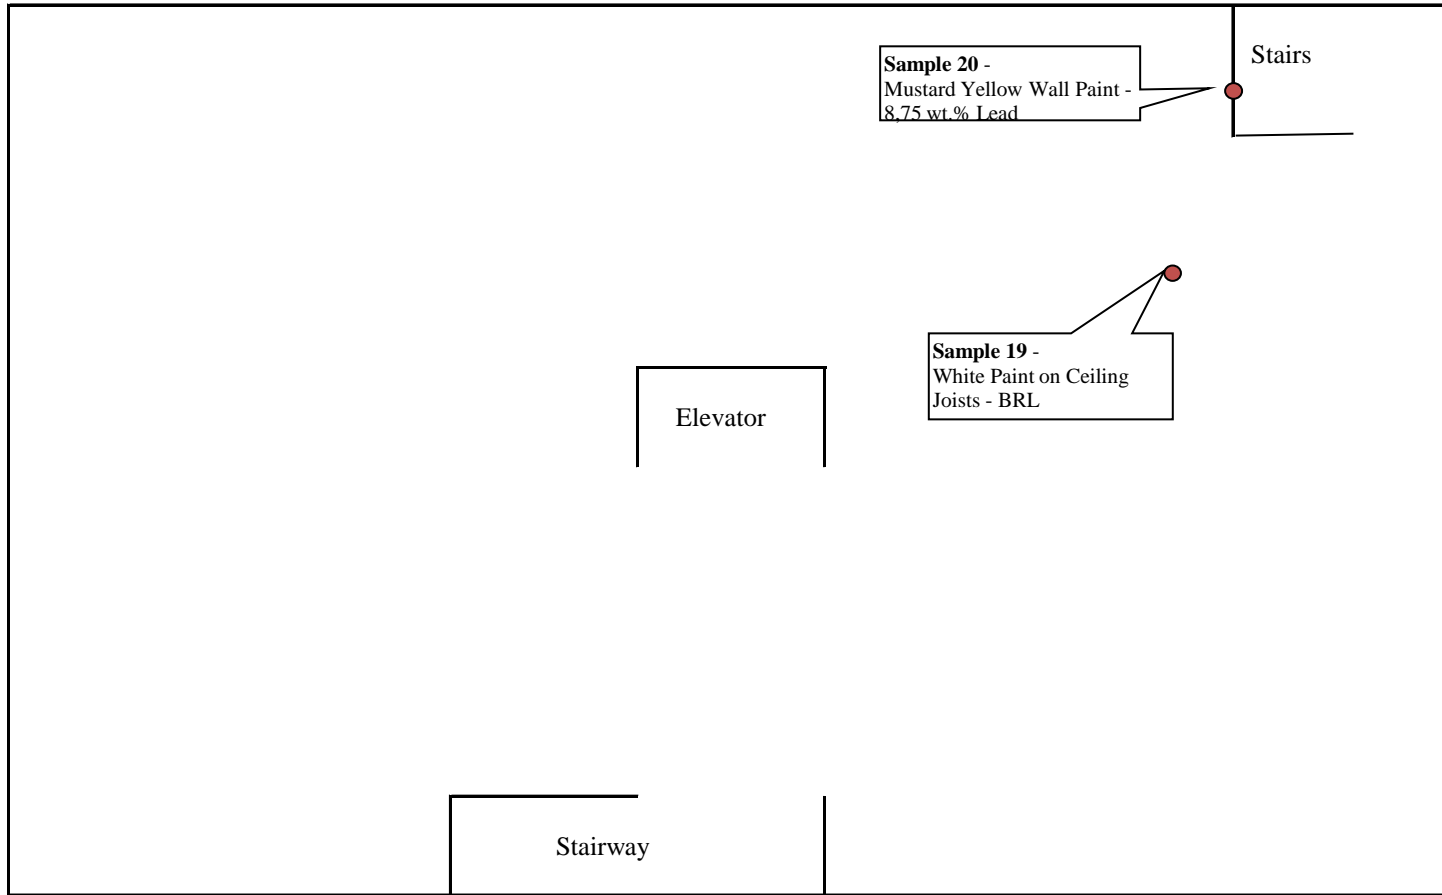 Stairs
Sample 20 -
Mustard Yellow Wall Paint -
8,75 wt.% Lead
Sample 19 -
White Paint on Ceiling
Joists - BRL
Elevator
Stairway